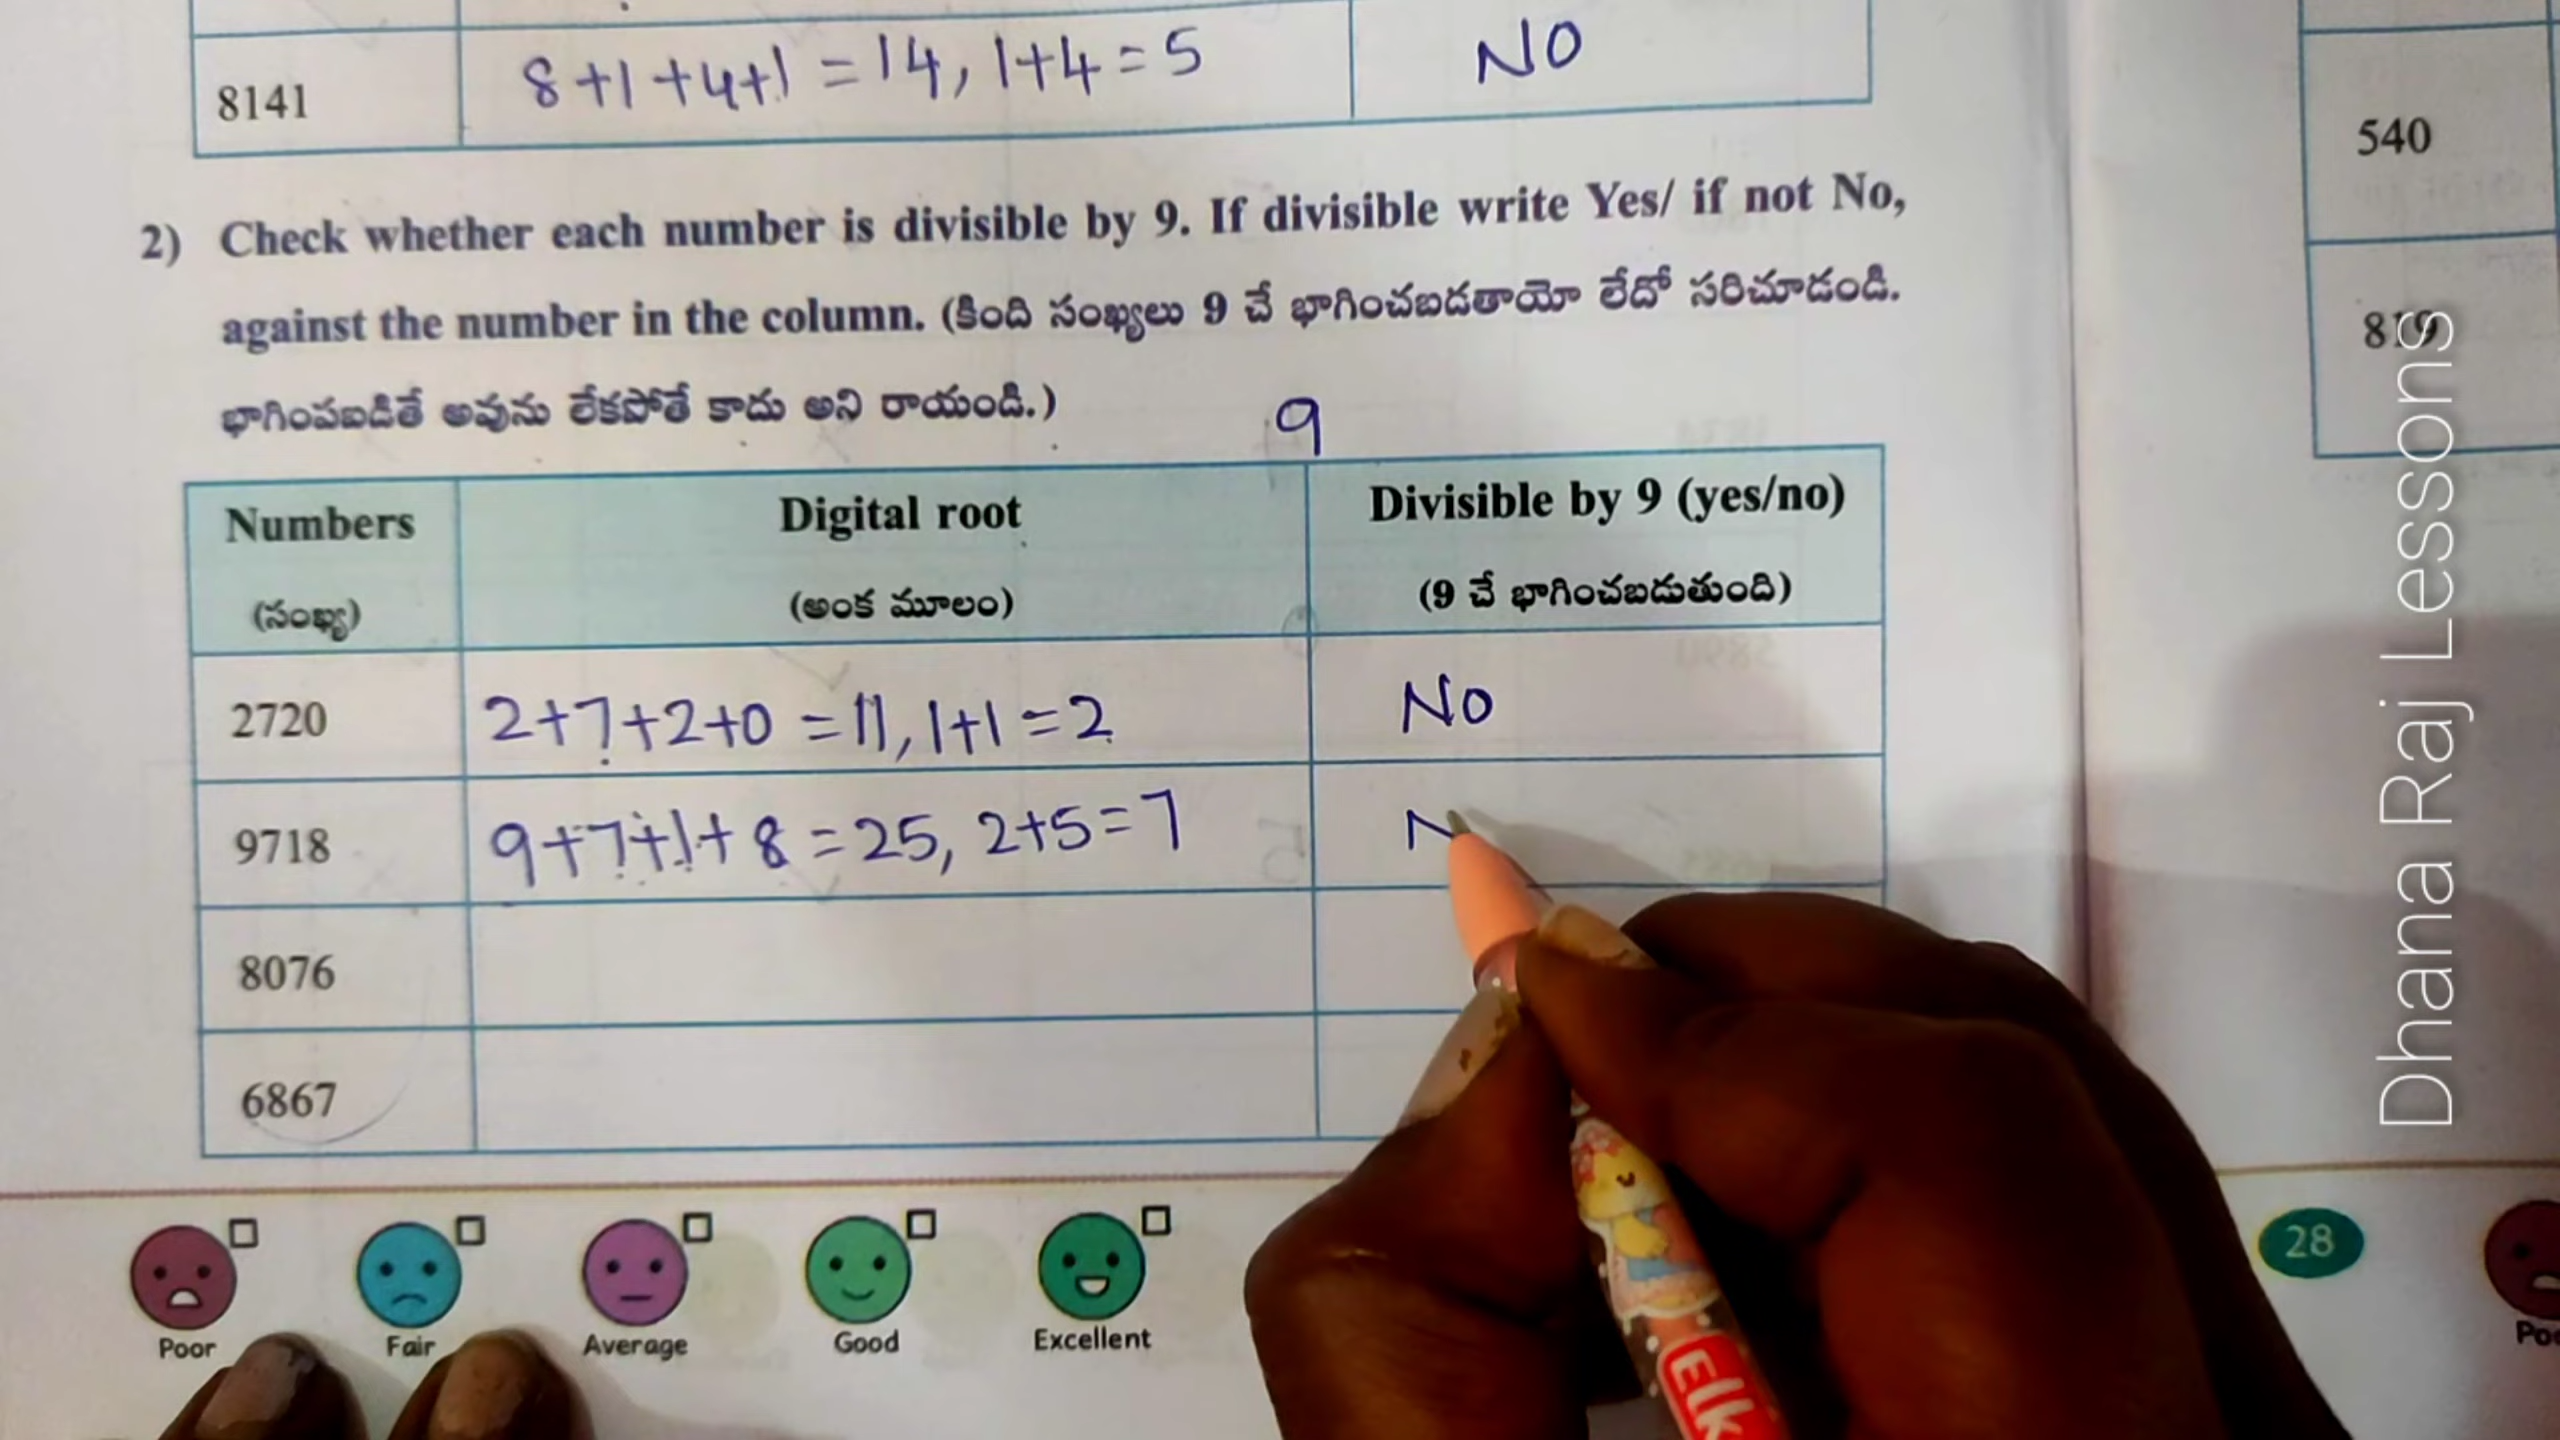 8141 8+1+4+1 = 14, 1+4 = 5 NO
2) Check whether each number is divisible by 9. If divisible write Yes/ if not No,
against the number in the column. (కింది సంఖ్యలు 9 చే భాగించబడతాయో లేదో సరిచూడండి.
భాగింపబడితే అవును లేకపోతే కాదు అని రాయండి.)
9
Numbers Digital root Divisible by 9 (yes/no)
(సంఖ్య) (అంక మూలం) (9 చే భాగించబడుతుంది)
2720 2+7+2+0 = 11, 1+1 = 2 No
9718 9+7+1+8 = 25, 2+5 = 7 N
8076
6867
Poor Fair Average Good Excellent
540
819
28
Dhana Raj Lessons
Elk